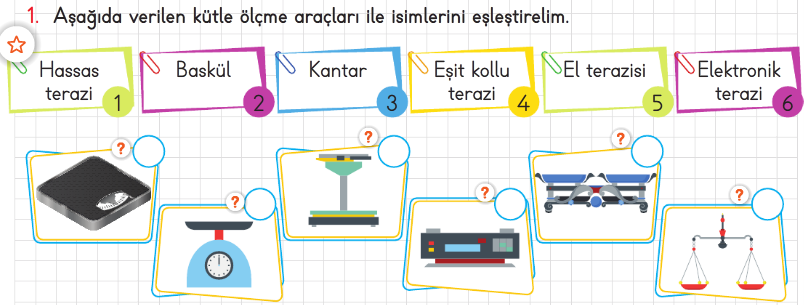 1. Aşağıda verilen kütle ölçme araçları ile isimlerini eşleştirelim.
Hassas
terazi
1
Baskül
2
Kantar
3
Eşit kollu
terazi
4
El terazisi
5
Elektronik
terazi
6
?
?
?
?
?
?